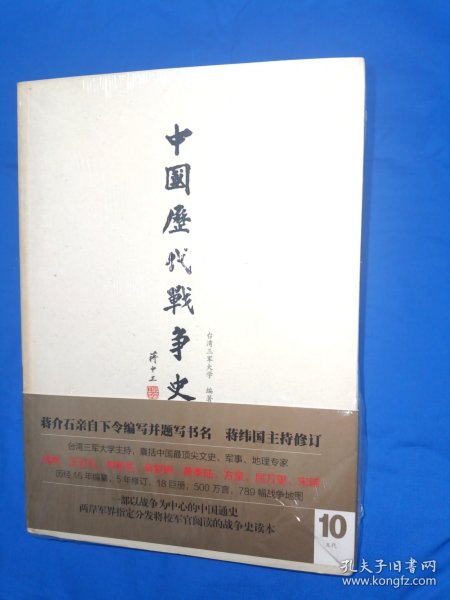 中國歷代戰争史
台湾三军大学 编著
蒋中正
蒋介石亲自下令编写并题写书名 蒋纬国主持修订
台湾三军大学主持，囊括中国最顶尖文史、军事、地理专家
历经16年编纂，5年修订，18巨册，500万言，789幅战争地图
一部以战争为中心的中国通史
两岸军界指定分发将校军官阅读的战争史读本
10
五代
孔夫子旧书网
www.kongfz.com